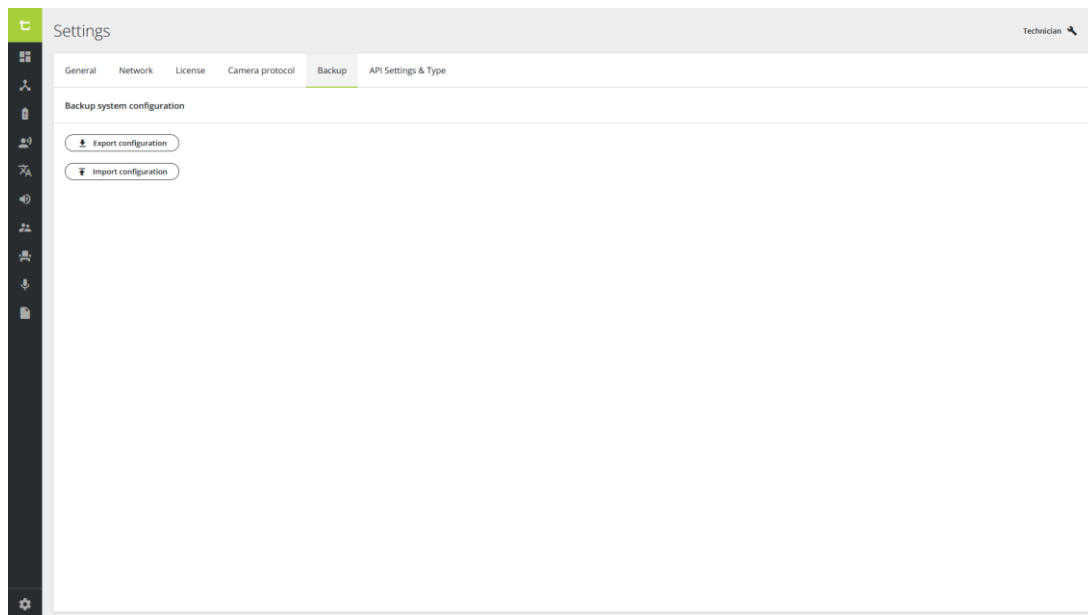 Settings
Technician
General Network License Camera protocol Backup API Settings & Type
Backup system configuration
Export configuration
Import configuration